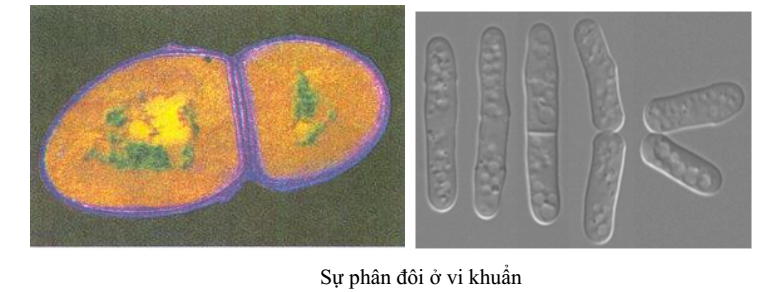 Sự phân đôi ở vi khuẩn